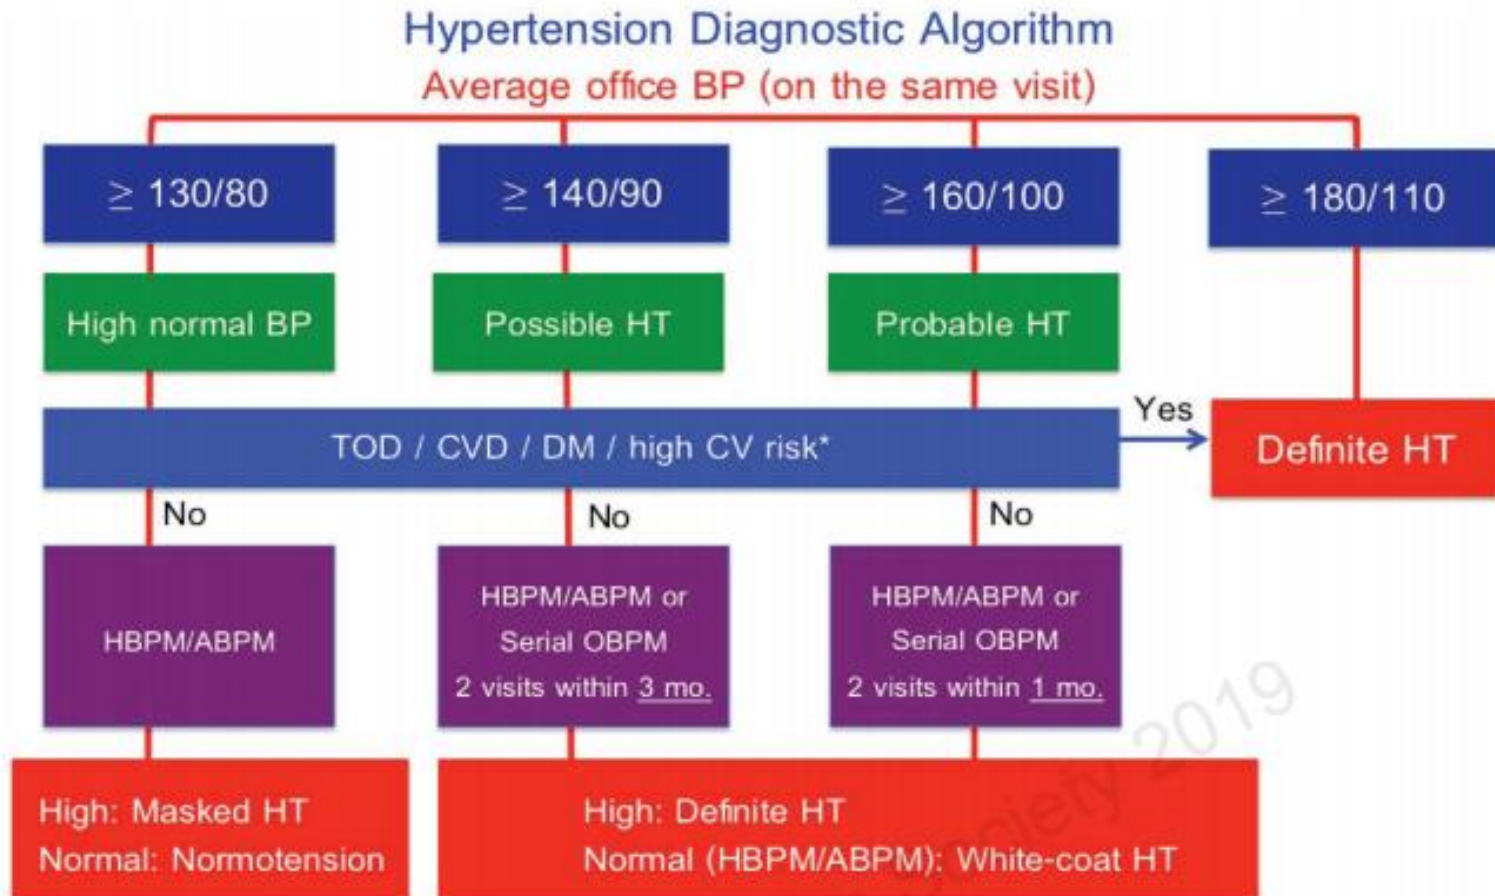 Hypertension Diagnostic Algorithm
Average office BP (on the same visit)
≥ 130/80
≥ 140/90
≥ 160/100
≥ 180/110
High normal BP
Possible HT
Probable HT
TOD / CVD / DM / high CV risk*
Yes
Definite HT
No
No
No
HBPM/ABPM
HBPM/ABPM or
Serial OBPM
2 visits within 3 mo.
HBPM/ABPM or
Serial OBPM
2 visits within 1 mo.
High: Masked HT
Normal: Normotension
High: Definite HT
Normal (HBPM/ABPM): White-coat HT
Society 2019